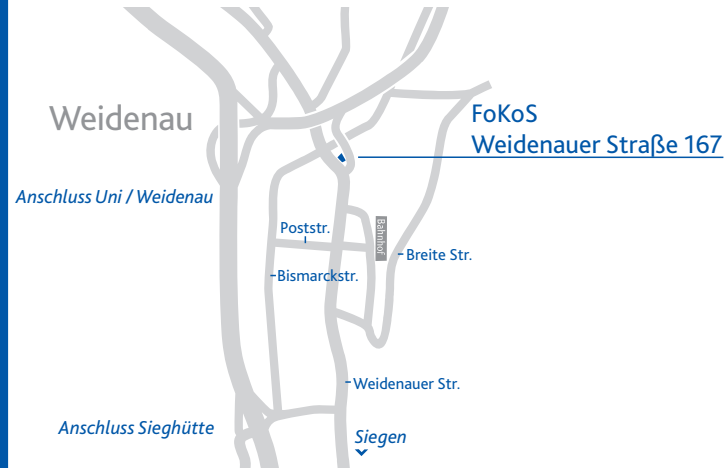 Weidenau
FoKoS
Weidenauer Straße 167
Anschluss Uni / Weidenau
Poststr.
Bahnhof
Breite Str.
Bismarckstr.
Weidenauer Str.
Anschluss Sieghütte
Siegen